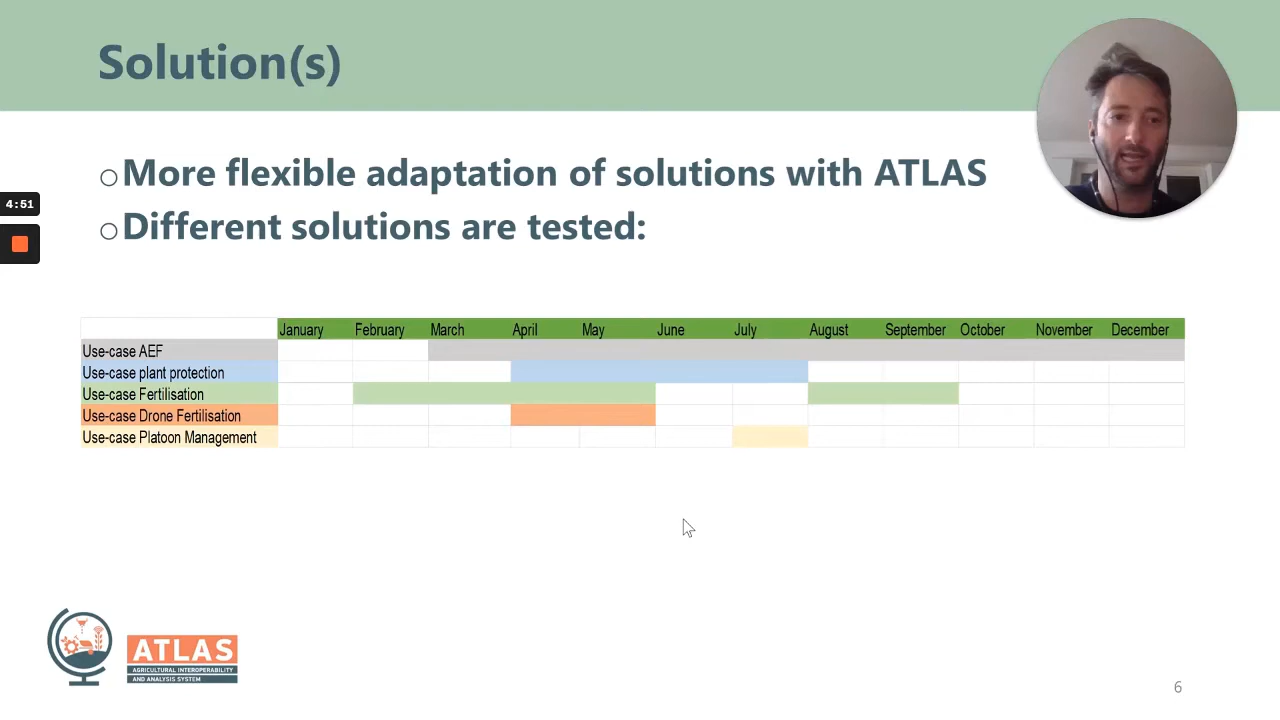 Solution(s)
More flexible adaptation of solutions with ATLAS
4:51
Different solutions are tested:
January February March April May June July August September October November December
Use-case AEF
Use-case plant protection
Use-case Fertilisation
Use-case Drone Fertilisation
Use-case Platoon Management
ATLAS
AGRICULTURAL INTEROPERABILITY
AND ANALYSIS SYSTEM
6